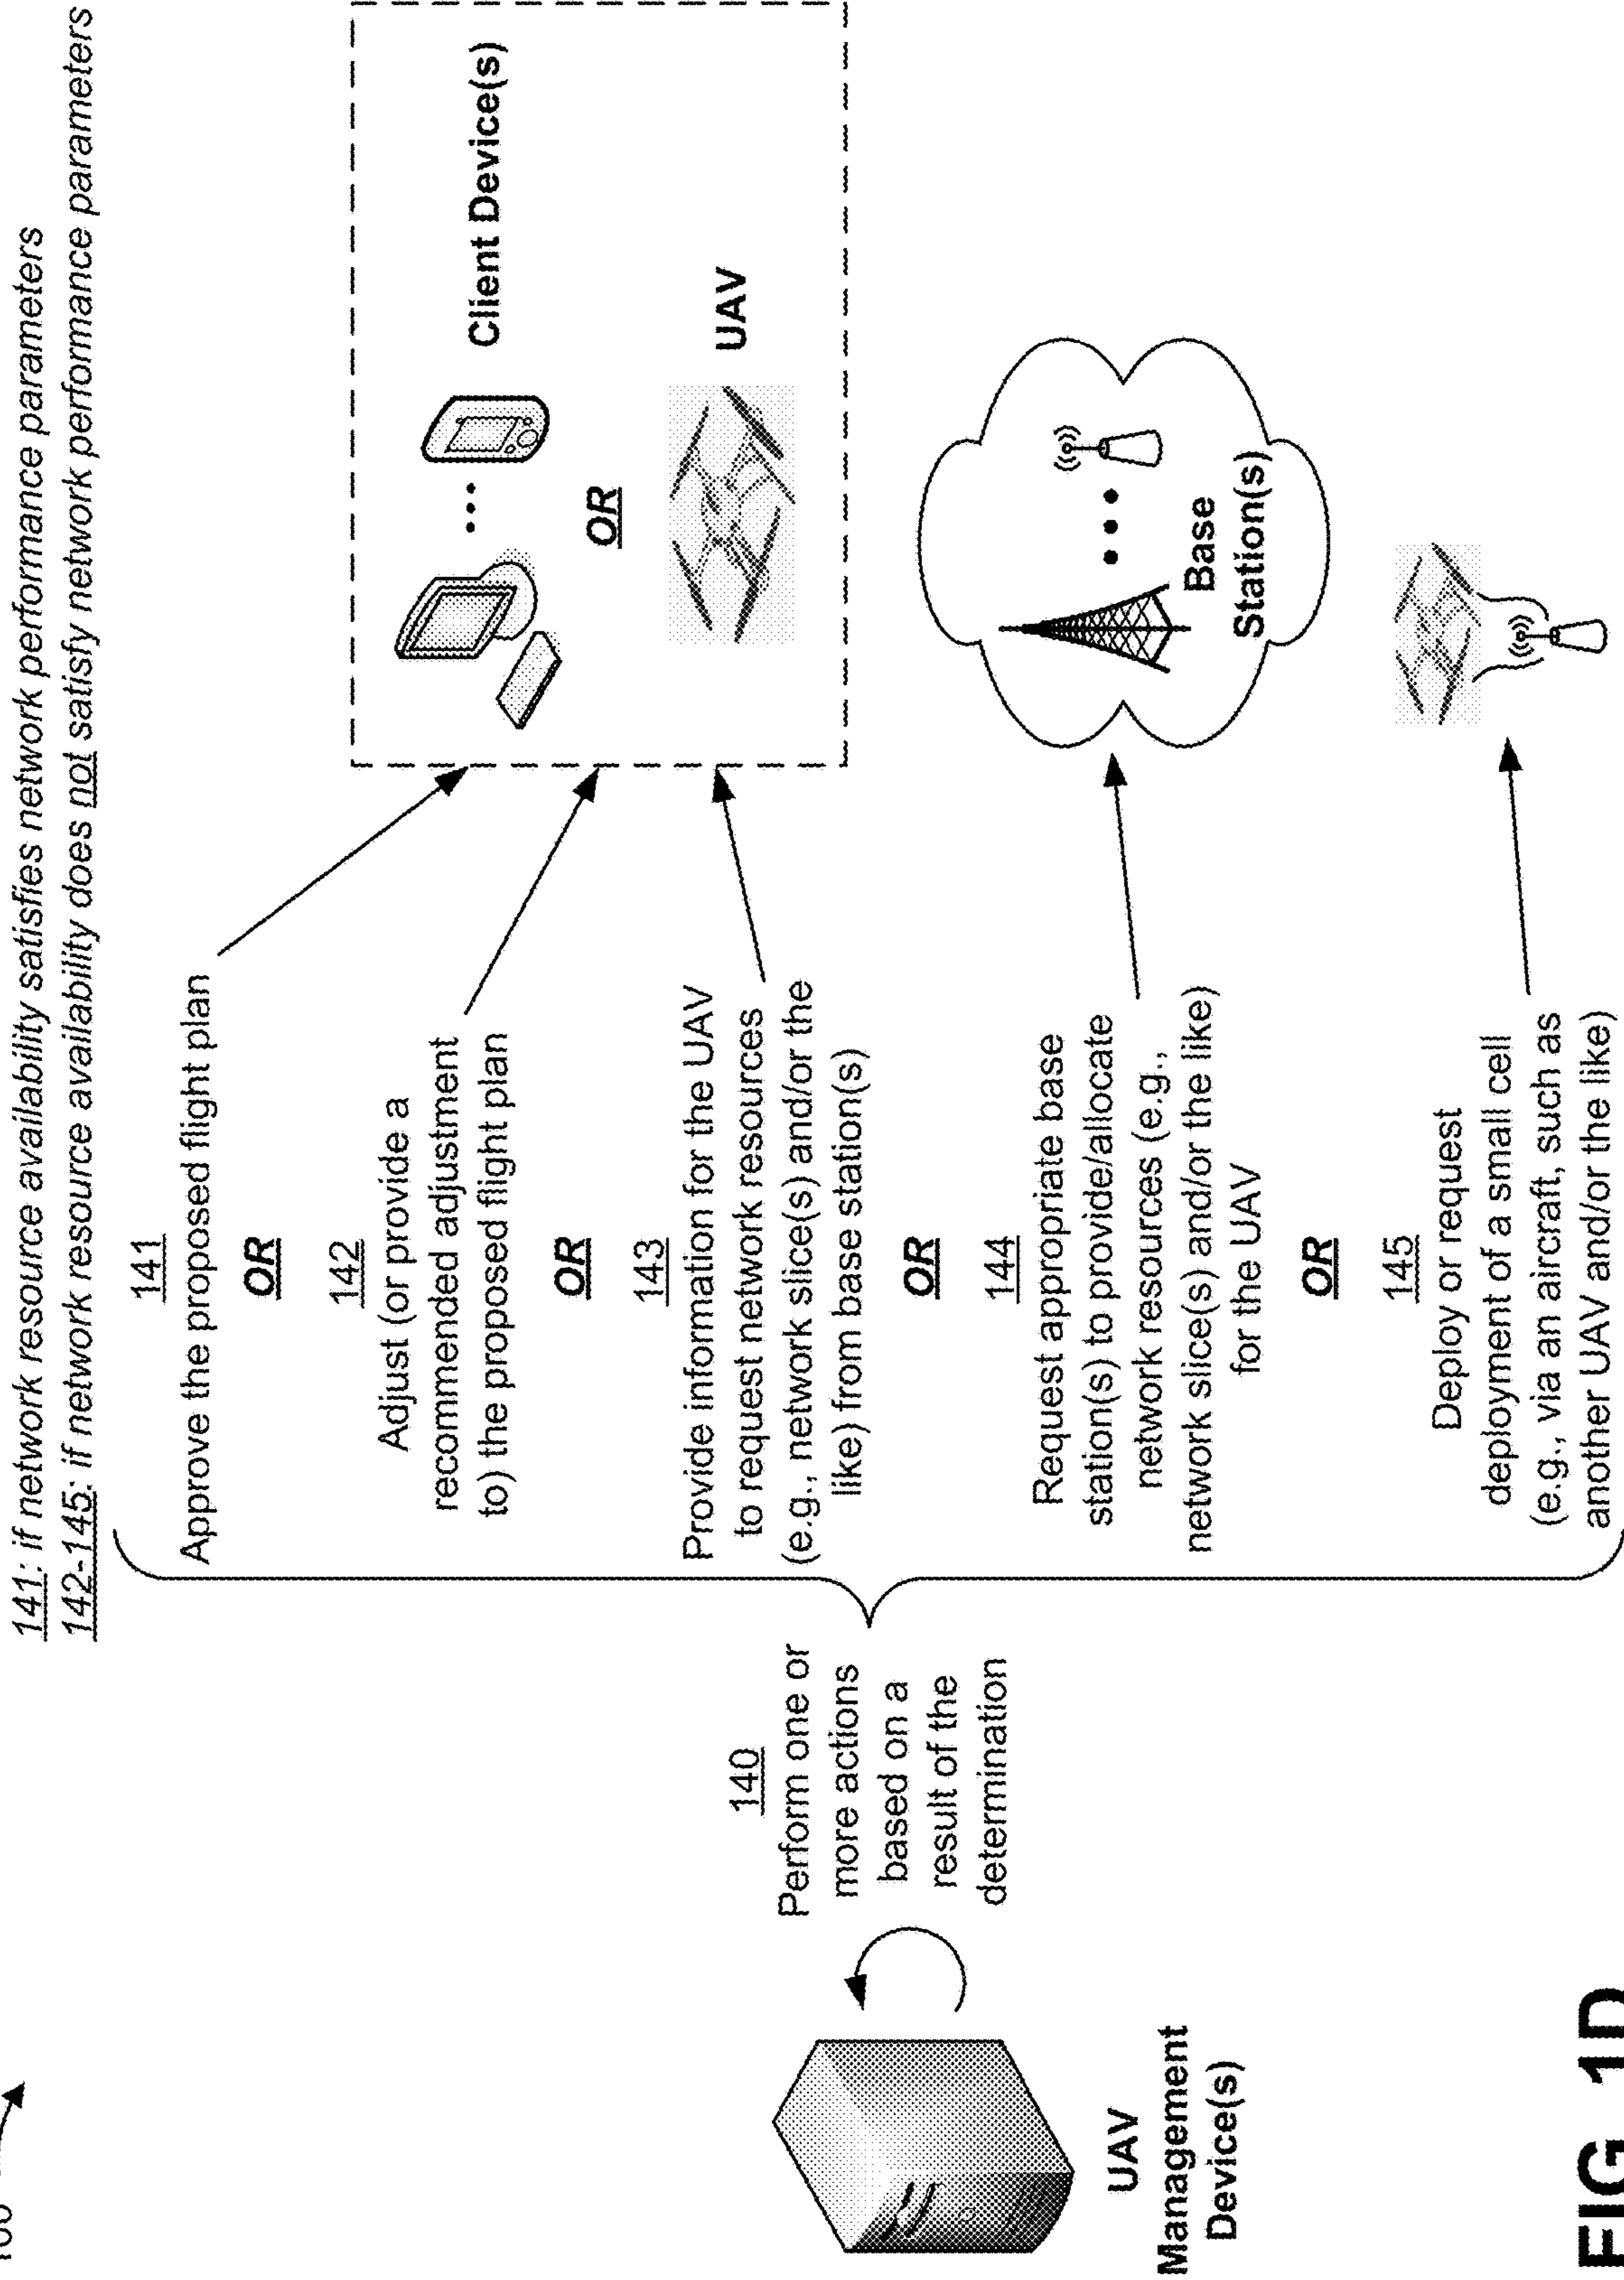 141: if network resource availability satisfies network performance parameters
142-145: if network resource availability does not satisfy network performance parameters
141
Approve the proposed flight plan
OR
142
Adjust (or provide a
recommended adjustment
to) the proposed flight plan
OR
143
Provide information for the UAV
to request network resources
(e.g., network slice(s) and/or the
like) from base station(s)
OR
144
Request appropriate base
station(s) to provide/allocate
network resources (e.g.,
network slice(s) and/or the like)
for the UAV
OR
145
Deploy or request
deployment of a small cell
(e.g., via an aircraft, such as
another UAV and/or the like)
140
Perform one or
more actions
based on a
result of the
determination
UAV
Management
Device(s)
Client Device(s)
OR
UAV
Base
Station(s)
FIG. 1D